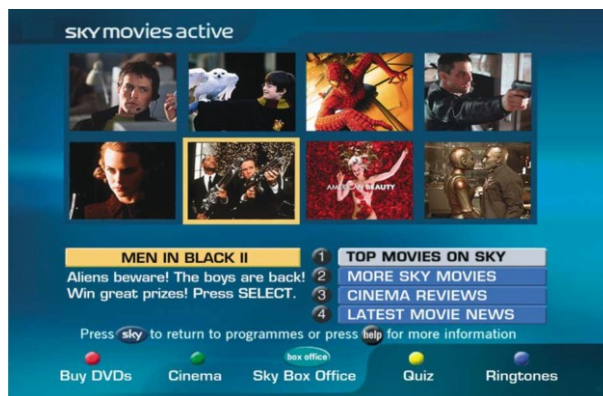 sky movies active
AMERICAN BEAUTY
MEN IN BLACK II
Aliens beware! The boys are back!
Win great prizes! Press SELECT.
1 TOP MOVIES ON SKY
2 MORE SKY MOVIES
3 CINEMA REVIEWS
4 LATEST MOVIE NEWS
Press sky to return to programmes or press help for more information
box office
Buy DVDs Cinema Sky Box Office Quiz Ringtones